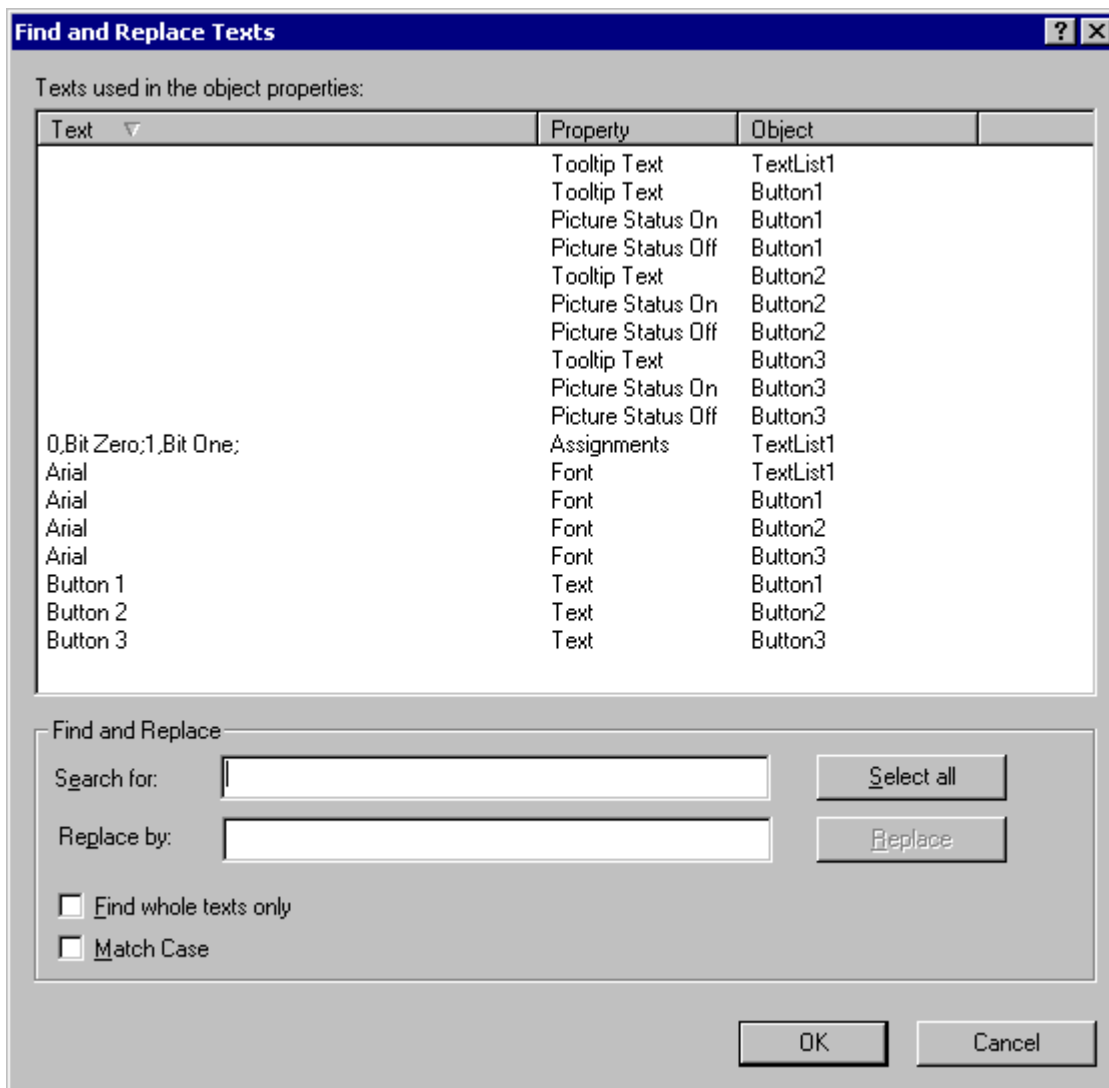 Find and Replace Texts
Texts used in the object properties:
Text Property Object
Tooltip Text TextList1
Tooltip Text Button1
Picture Status On Button1
Picture Status Off Button1
Tooltip Text Button2
Picture Status On Button2
Picture Status Off Button2
Tooltip Text Button3
Picture Status On Button3
Picture Status Off Button3
0,Bit Zero;1,Bit One; Assignments TextList1
Arial Font TextList1
Arial Font Button1
Arial Font Button2
Arial Font Button3
Button 1 Text Button1
Button 2 Text Button2
Button 3 Text Button3
Find and Replace
Search for: Select all
Replace by: Replace
Find whole texts only
Match Case
OK Cancel